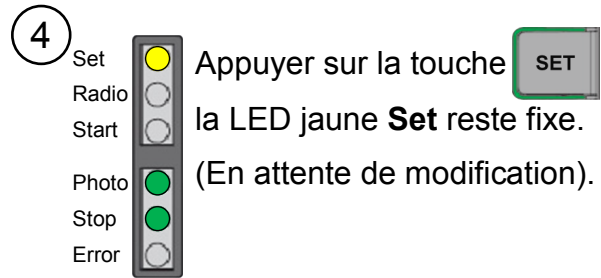 4
Set
Radio
Start
Photo
Stop
Error
Appuyer sur la touche SET
la LED jaune Set reste fixe.
(En attente de modification).